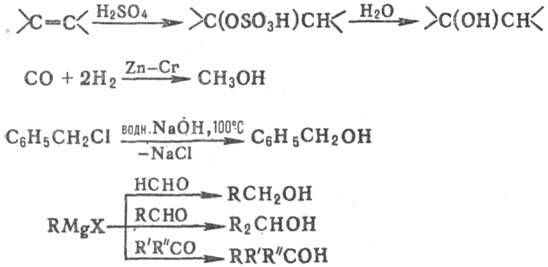 >C=C< H₂SO₄ >C(OSO₃H)CH< H₂O >C(OH)CH<
CO + 2H₂ Zn–Cr CH₃OH
C₆H₅CH₂Cl водн.NaOH, 100°C –NaCl C₆H₅CH₂OH
HCHO RCH₂OH
RMgX RCHO R₂CHOH
R′R″CO RR′R″COH